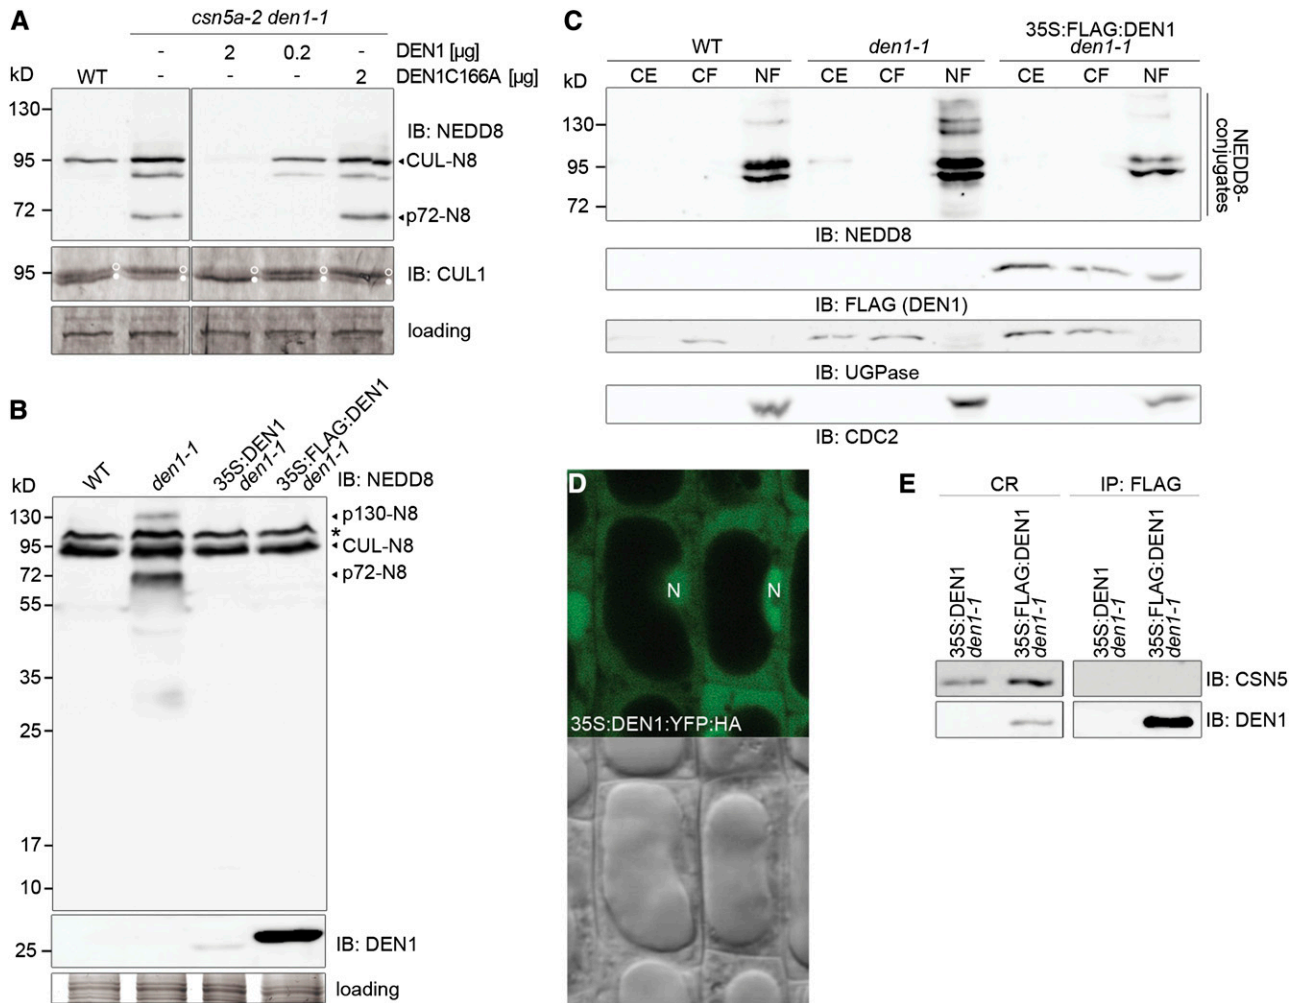 A
csn5a-2 den1-1
- 2 0.2 - DEN1 [µg]
kD WT - - - 2 DEN1C166A [µg]
130
95
72
IB: NEDD8
CUL-N8
p72-N8
95
IB: CUL1
loading
B
WT
den1-1
35S:DEN1
den1-1
35S:FLAG:DEN1
den1-1
kD
IB: NEDD8
130
95
72
55
35
25
17
10
p130-N8
*
CUL-N8
p72-N8
25
IB: DEN1
loading
C
WT
den1-1
35S:FLAG:DEN1
den1-1
kD CE CF NF CE CF NF CE CF NF
130
95
72
NEDD8-
conjugates
IB: NEDD8
IB: FLAG (DEN1)
IB: UGPase
IB: CDC2
D
N
N
35S:DEN1:YFP:HA
E
CR
IP: FLAG
35S:DEN1
den1-1
35S:FLAG:DEN1
den1-1
35S:DEN1
den1-1
35S:FLAG:DEN1
den1-1
IB: CSN5
IB: DEN1